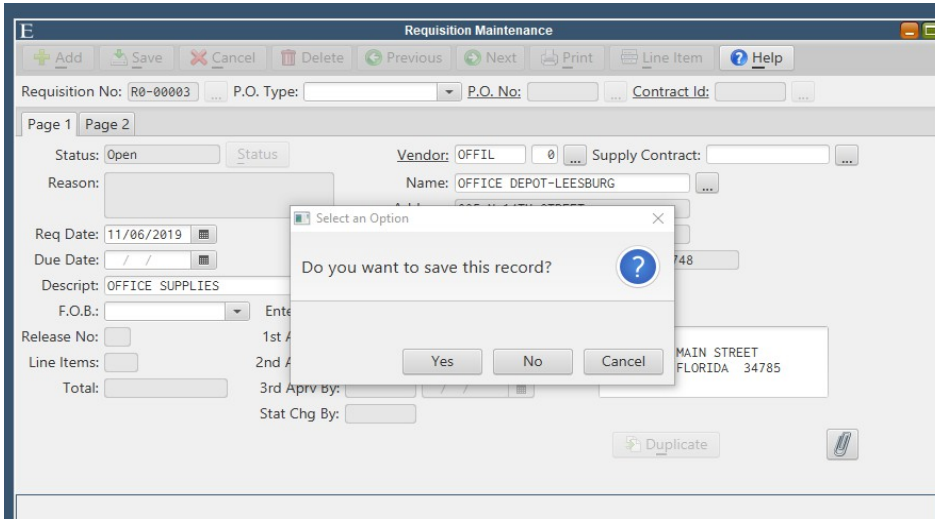 E Requisition Maintenance
Add Save Cancel Delete Previous Next Print Line Item ? Help
Requisition No: R0-00003 ... P.O. Type: P.O. No: ... Contract Id: ...
Page 1 Page 2
Status: Open Status Vendor: OFFIL 0 ... Supply Contract: ...
Reason: Name: OFFICE DEPOT-LEESBURG ...
Select an Option
Req Date: 11/06/2019
Due Date: / / 748
Do you want to save this record? ?
Descript: OFFICE SUPPLIES
F.O.B.: Ente
Release No: 1st A
MAIN STREET
Line Items: 2nd A Yes No Cancel FLORIDA 34785
Total: 3rd Aprv By: / /
Stat Chg By:
Duplicate